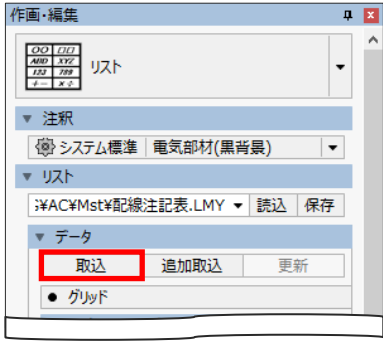 作画・編集
OO 口口
ABD XYZ
123 789
+- ×÷
リスト
▼ 注釈
システム標準 電気部材(黒背景) ▼
▼ リスト
ﾞ¥AC¥Mst¥配線注記表.LMY ▼ 読込 保存
▼ データ
取込 追加取込 更新
● グリッド